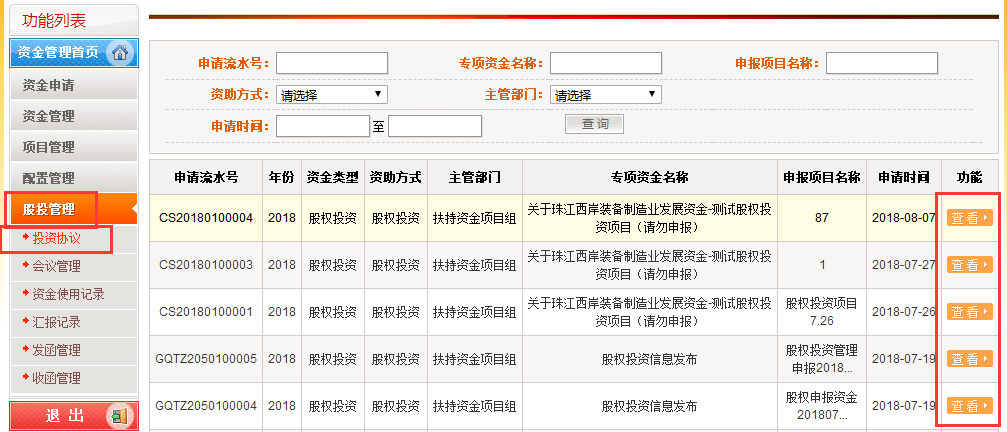 功能列表
资金管理首页
资金申请
资金管理
项目管理
配置管理
股投管理
投资协议
会议管理
资金使用记录
汇报记录
发函管理
收函管理
退 出
申请流水号： 专项资金名称： 申报项目名称：
资助方式： 请选择 主管部门： 请选择
申请时间： 至 查 询
申请流水号 年份 资金类型 资助方式 主管部门 专项资金名称 申报项目名称 申请时间 功能
CS20180100004 2018 股权投资 股权投资 扶持资金项目组 关于珠江西岸装备制造业发展资金-测试股权投 87 2018-08-07 查 看
资项目（请勿申报）
CS20180100003 2018 股权投资 股权投资 扶持资金项目组 关于珠江西岸装备制造业发展资金-测试股权投 1 2018-07-27 查 看
资项目（请勿申报）
CS20180100001 2018 股权投资 股权投资 扶持资金项目组 关于珠江西岸装备制造业发展资金-测试股权投 股权投资项目 2018-07-26 查 看
资项目（请勿申报） 7.26
GQTZ2050100005 2018 股权投资 股权投资 扶持资金项目组 股权投资信息发布 股权投资管理 2018-07-19 查 看
申报2018...
GQTZ2050100004 2018 股权投资 股权投资 扶持资金项目组 股权投资信息发布 股权申报资金 2018-07-19 查 看
201807...